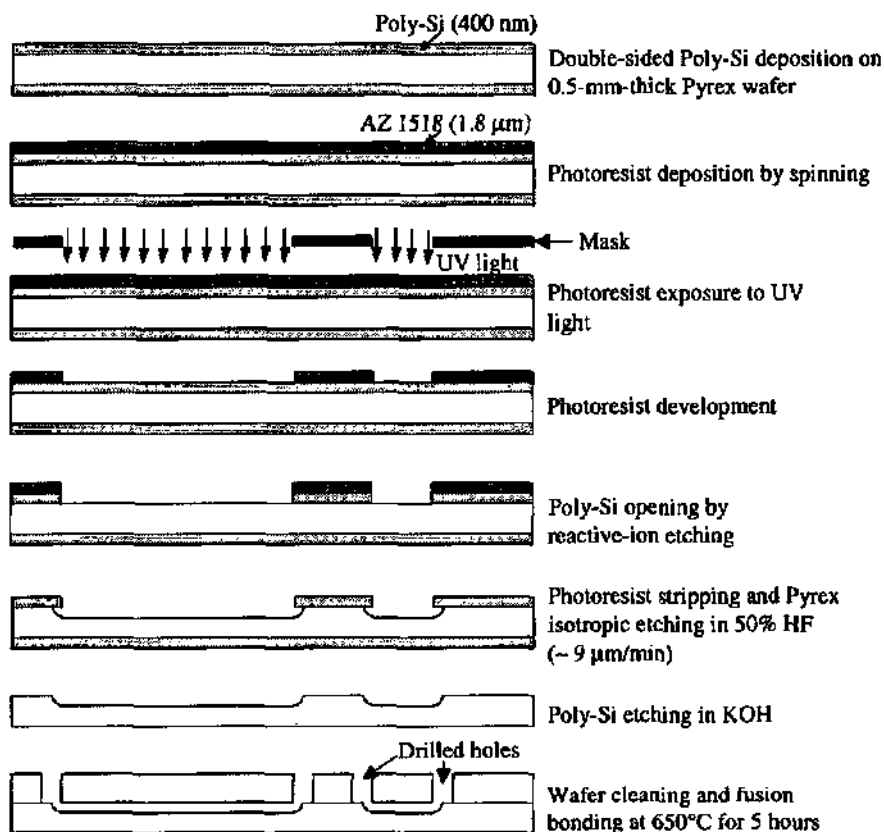 Poly-Si (400 nm)
Double-sided Poly-Si deposition on
0.5-mm-thick Pyrex wafer
AZ 1518 (1.8 μm)
Photoresist deposition by spinning
Mask
UV light
Photoresist exposure to UV
light
Photoresist development
Poly-Si opening by
reactive-ion etching
Photoresist stripping and Pyrex
isotropic etching in 50% HF
(~ 9 μm/min)
Poly-Si etching in KOH
Drilled holes
Wafer cleaning and fusion
bonding at 650°C for 5 hours